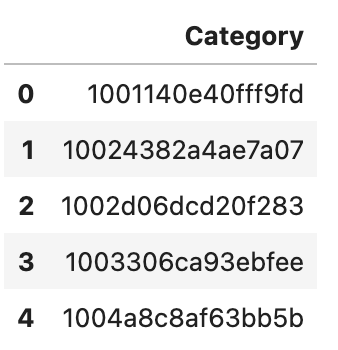 Category
0 1001140e40fff9fd
1 10024382a4ae7a07
2 1002d06dcd20f283
3 1003306ca93ebfee
4 1004a8c8af63bb5b